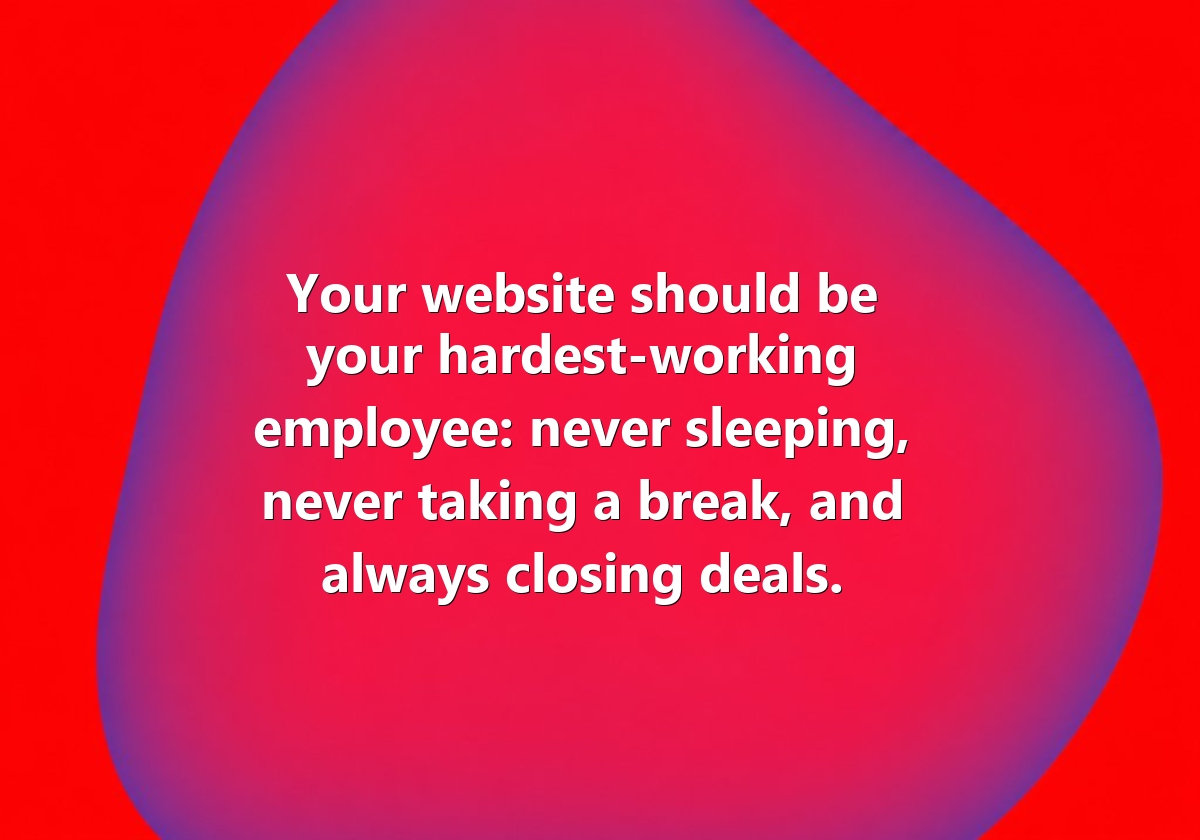 Your website should be
your hardest-working
employee: never sleeping,
never taking a break, and
always closing deals.